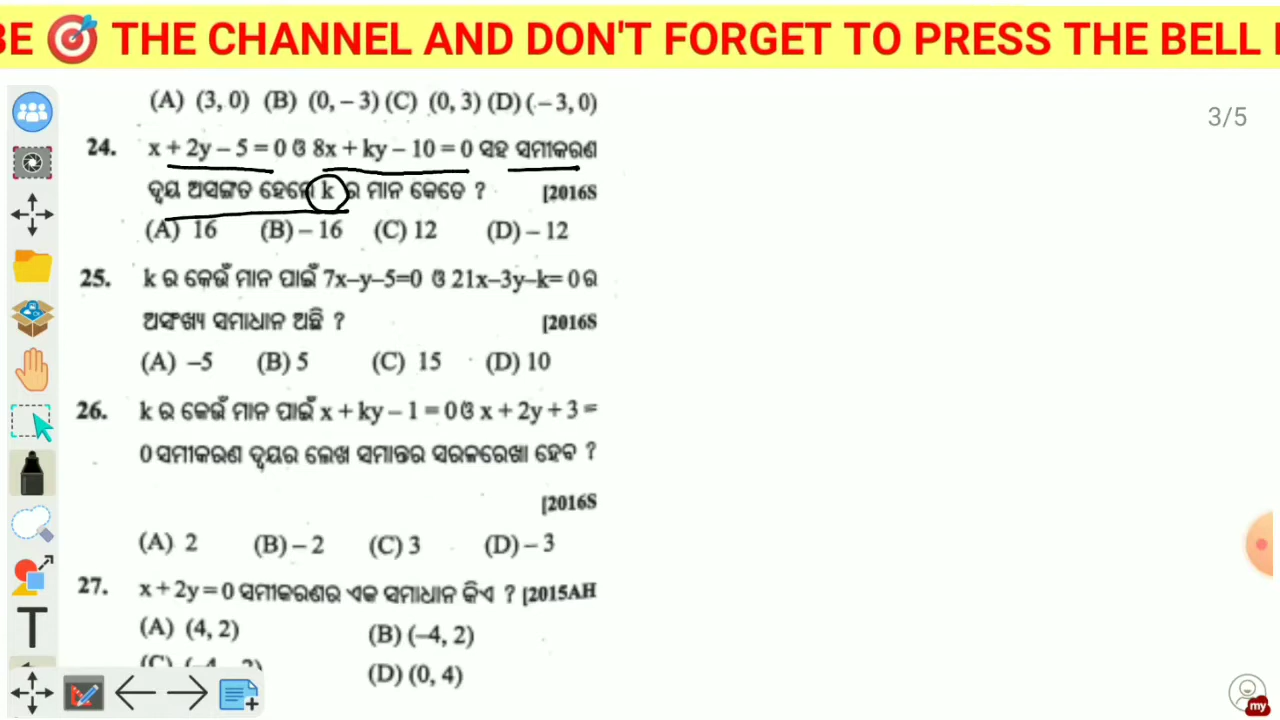 BE 🎯 THE CHANNEL AND DON'T FORGET TO PRESS THE BELL
3/5
(A) (3, 0) (B) (0, – 3) (C) (0, 3) (D) (– 3, 0)
24. x + 2y – 5 = 0 ଓ 8x + ky – 10 = 0 ସହ ସମୀକରଣ
ଦ୍ୱୟ ଅସଙ୍ଗତ ହେଲେ k ର ମାନ କେତେ ? [2016S
(A) 16 (B) – 16 (C) 12 (D) – 12
25. k ର କେଉଁ ମାନ ପାଇଁ 7x–y–5=0 ଓ 21x–3y–k= 0 ର
ଅସଂଖ୍ୟ ସମାଧାନ ଅଛି ? [2016S
(A) –5 (B) 5 (C) 15 (D) 10
26. k ର କେଉଁ ମାନ ପାଇଁ x + ky – 1 = 0 ଓ x + 2y + 3 =
0 ସମୀକରଣ ଦ୍ୱୟର ଲେଖ ସମାନ୍ତର ସରଳରେଖା ହେବ ?
[2016S
(A) 2 (B) – 2 (C) 3 (D) – 3
27. x + 2y = 0 ସମୀକରଣର ଏକ ସମାଧାନ କିଏ ? [2015AH
(A) (4, 2) (B) (–4, 2)
(D) (0, 4)
T
my